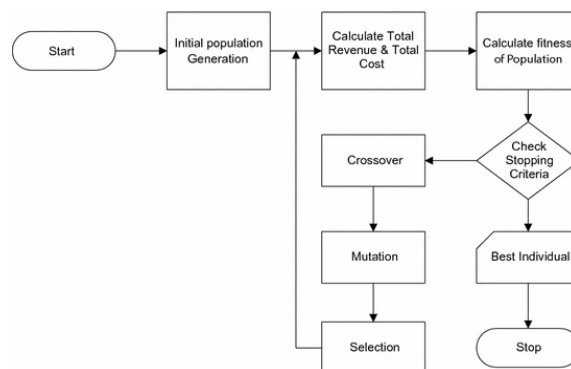 Start
Initial population
Generation
Calculate Total
Revenue & Total
Cost
Calculate fitness
of Population
Check
Stopping
Criteria
Crossover
Mutation
Selection
Best Individual
Stop